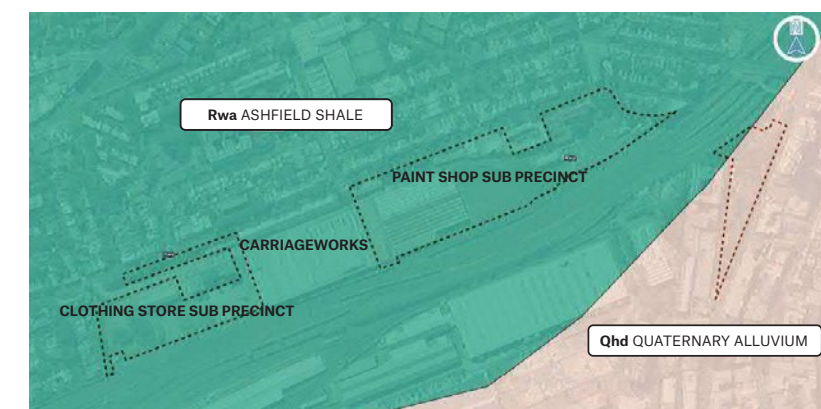 Rwa ASHFIELD SHALE
PAINT SHOP SUB PRECINCT
CARRIAGEWORKS
CLOTHING STORE SUB PRECINCT
Qhd QUATERNARY ALLUVIUM